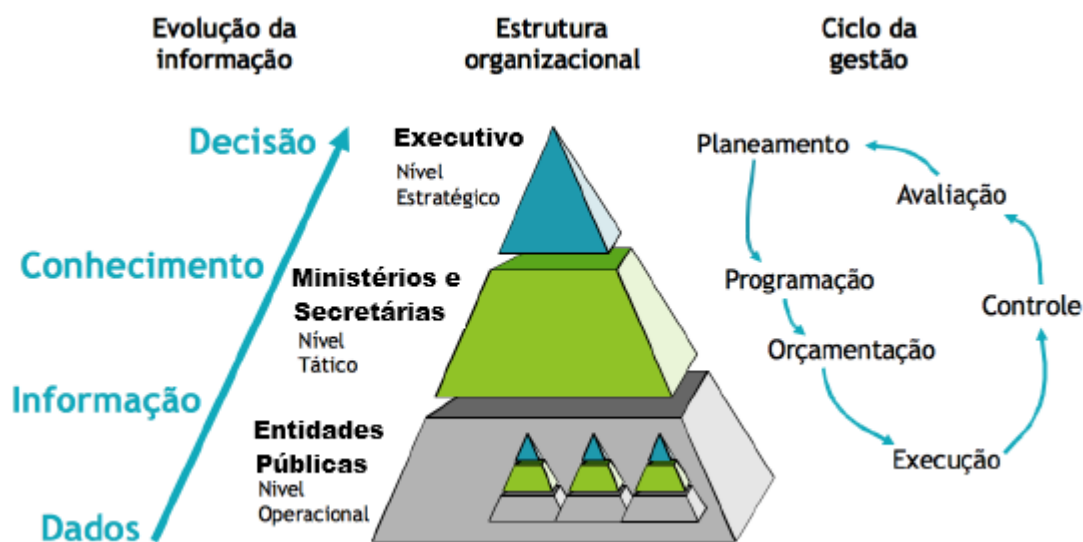 Evolução da
informação
Estrutura
organizacional
Ciclo da
gestão
Decisão
Conhecimento
Informação
Dados
Executivo
Nível
Estratégico
Ministérios e
Secretárias
Nível
Tático
Entidades
Públicas
Nivel
Operacional
Planeamento
Avaliação
Programação
Controle
Orçamentação
Execução